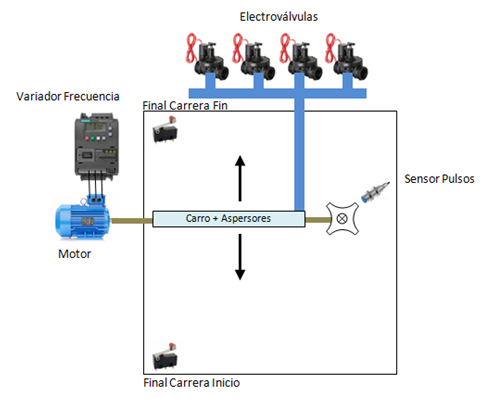 Electroválvulas
Variador Frecuencia
Final Carrera Fin
Sensor Pulsos
Carro + Aspersores
Motor
Final Carrera Inicio